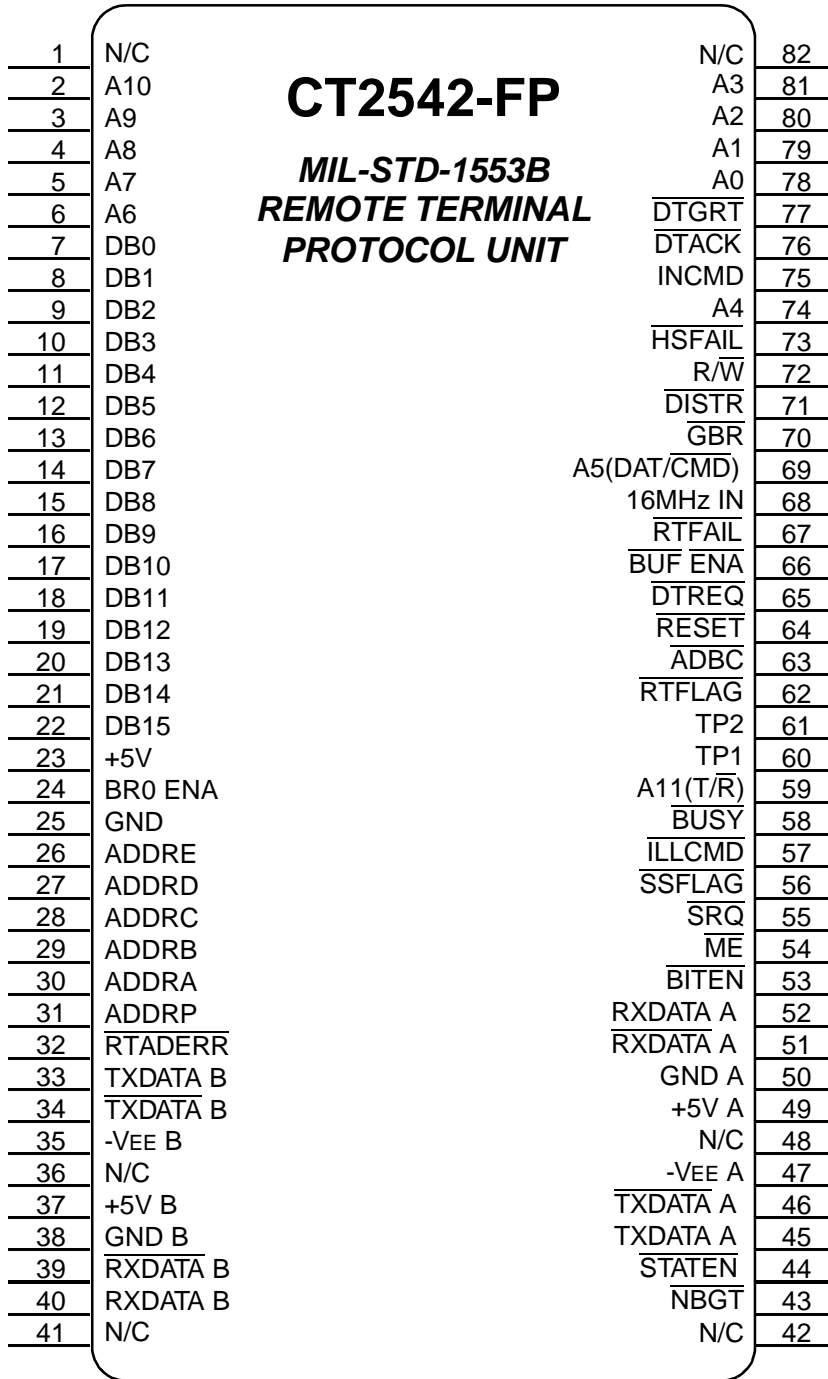 CT2542-FP
MIL-STD-1553B
REMOTE TERMINAL
PROTOCOL UNIT
1 N/C
2 A10
3 A9
4 A8
5 A7
6 A6
7 DB0
8 DB1
9 DB2
10 DB3
11 DB4
12 DB5
13 DB6
14 DB7
15 DB8
16 DB9
17 DB10
18 DB11
19 DB12
20 DB13
21 DB14
22 DB15
23 +5V
24 BR0 ENA
25 GND
26 ADDRE
27 ADDRD
28 ADDRC
29 ADDRB
30 ADDRA
31 ADDRP
32 RTADERR
33 TXDATA B
34 TXDATA B
35 -VEE B
36 N/C
37 +5V B
38 GND B
39 RXDATA B
40 RXDATA B
41 N/C
N/C 82
A3 81
A2 80
A1 79
A0 78
DTGRT 77
DTACK 76
INCMD 75
A4 74
HSFAIL 73
R/W 72
DISTR 71
GBR 70
A5(DAT/CMD) 69
16MHz IN 68
RTFAIL 67
BUF ENA 66
DTREQ 65
RESET 64
ADBC 63
RTFLAG 62
TP2 61
TP1 60
A11(T/R) 59
BUSY 58
ILLCMD 57
SSFLAG 56
SRQ 55
ME 54
BITEN 53
RXDATA A 52
RXDATA A 51
GND A 50
+5V A 49
N/C 48
-VEE A 47
TXDATA A 46
TXDATA A 45
STATEN 44
NBGT 43
N/C 42